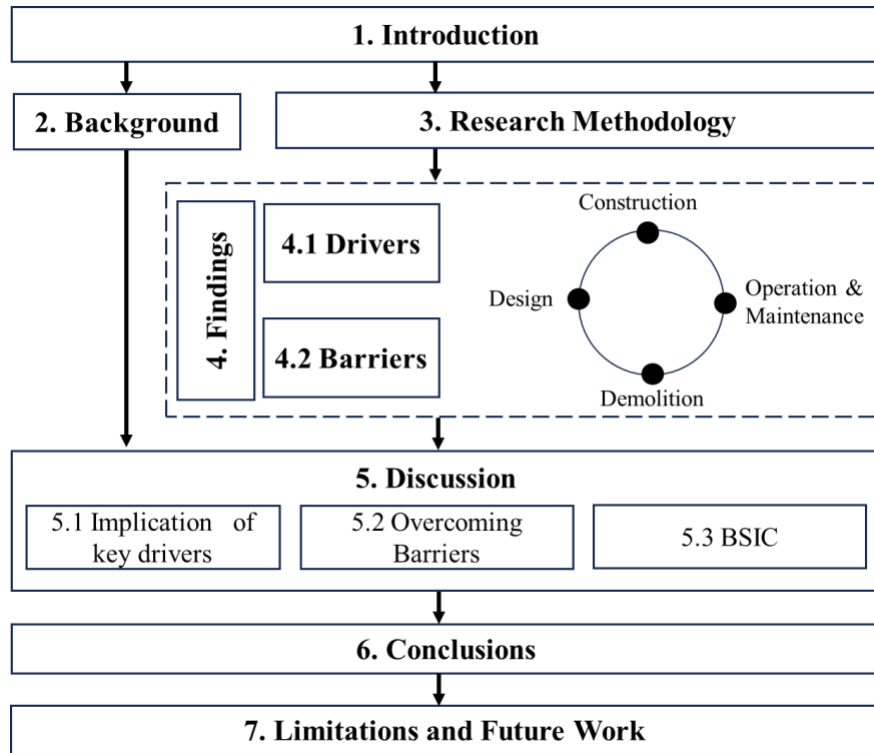 1. Introduction
2. Background
3. Research Methodology
4. Findings
4.1 Drivers
4.2 Barriers
Construction
Design
Operation &
Maintenance
Demolition
5. Discussion
5.1 Implication of
key drivers
5.2 Overcoming
Barriers
5.3 BSIC
6. Conclusions
7. Limitations and Future Work